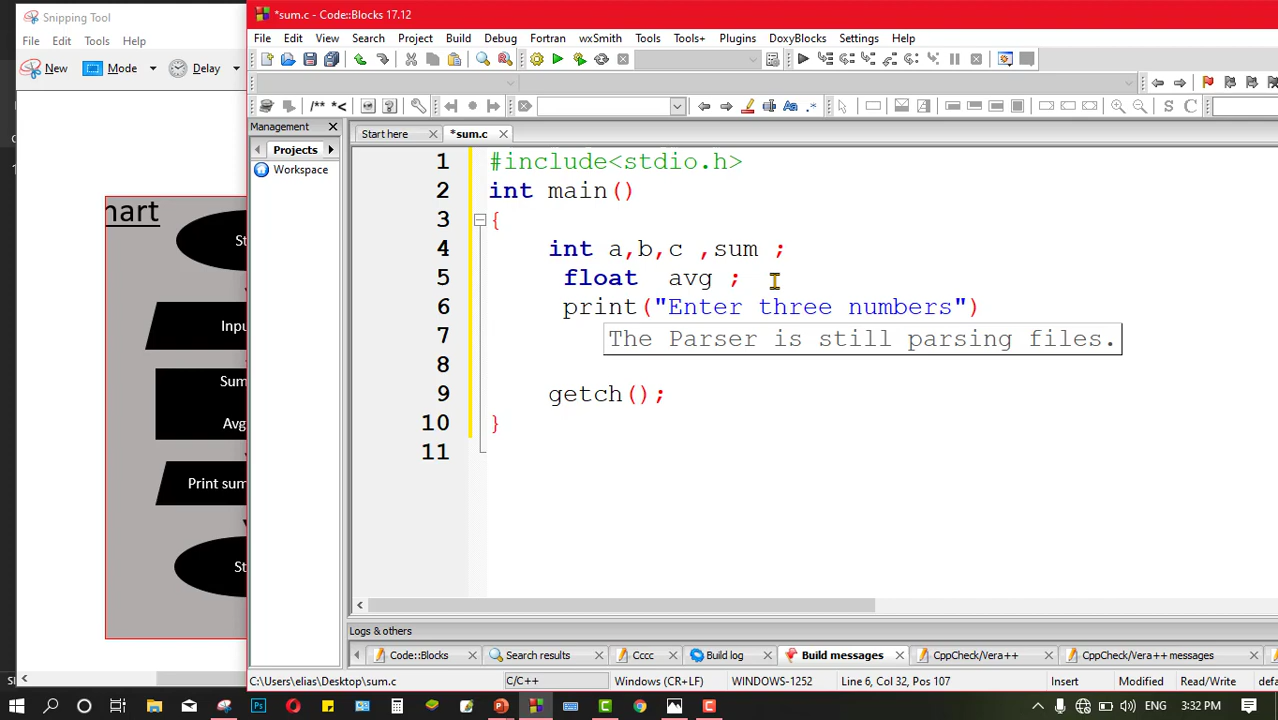 Snipping Tool
File Edit Tools Help
New Mode Delay
hart
Inpu
Sum
Avg
Print sum
*sum.c - Code::Blocks 17.12
File Edit View Search Project Build Debug Fortran wxSmith Tools Tools+ Plugins DoxyBlocks Settings Help
/** *<
S C
Management
Projects
Workspace
Start here *sum.c
1 #include<stdio.h>
2 int main()
3 {
4 int a,b,c ,sum ;
5 float avg ;
6 print("Enter three numbers")
7 The Parser is still parsing files.
8
9 getch();
10 }
11
Logs & others
Code::Blocks Search results Cccc Build log Build messages CppCheck/Vera++ CppCheck/Vera++ messages
C:\Users\elias\Desktop\sum.c C/C++ Windows (CR+LF) WINDOWS-1252 Line 6, Col 32, Pos 107 Insert Modified Read/Write
ENG 3:32 PM